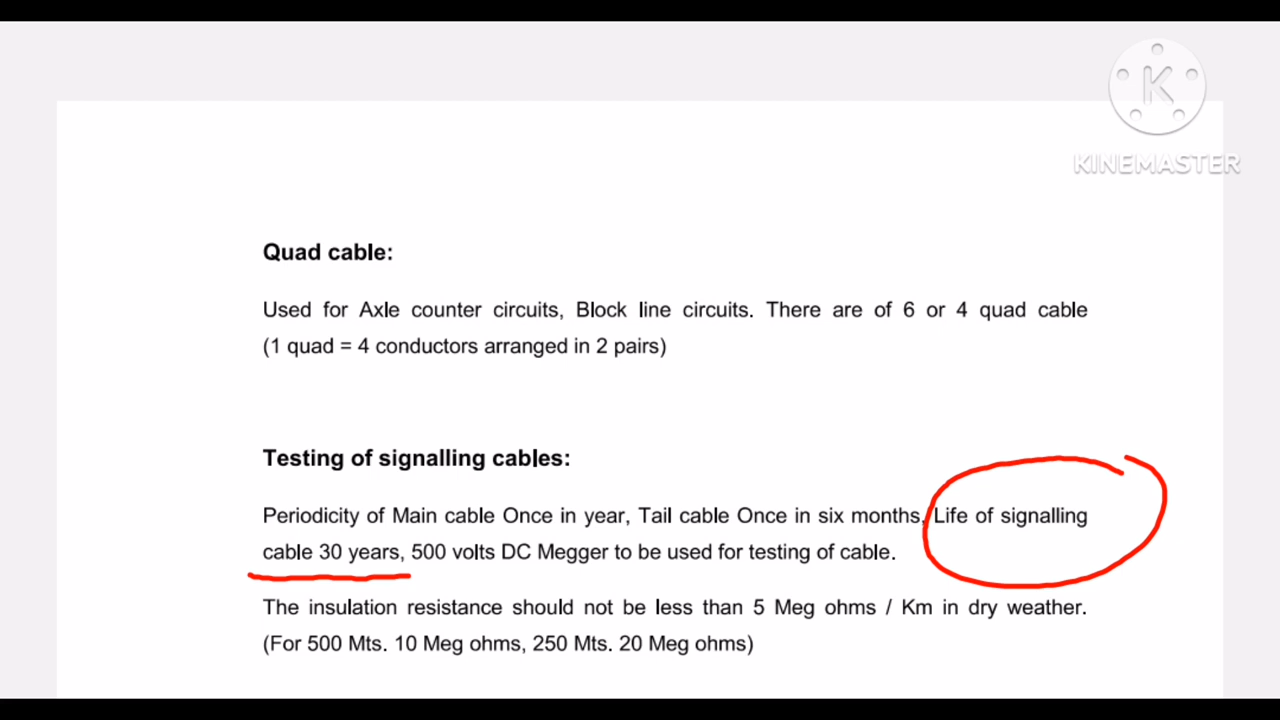 K
KINEMASTER
Quad cable:
Used for Axle counter circuits, Block line circuits. There are of 6 or 4 quad cable
(1 quad = 4 conductors arranged in 2 pairs)
Testing of signalling cables:
Periodicity of Main cable Once in year, Tail cable Once in six months, Life of signalling
cable 30 years, 500 volts DC Megger to be used for testing of cable.
The insulation resistance should not be less than 5 Meg ohms / Km in dry weather.
(For 500 Mts. 10 Meg ohms, 250 Mts. 20 Meg ohms)